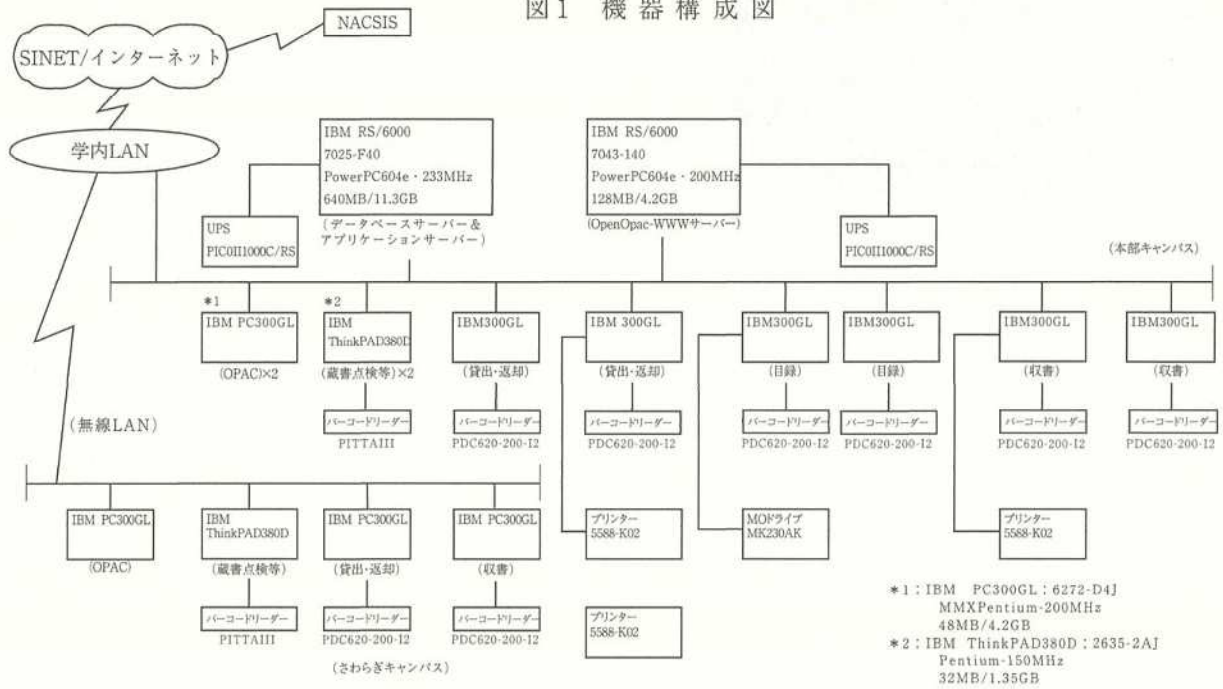 図1 機器構成図
NACSIS
SINET/インターネット
学内LAN
IBM RS/6000
7025-F40
PowerPC604e・233MHz
640MB/11.3GB
(データベースサーバー&
アプリケーションサーバー)
IBM RS/6000
7043-140
PowerPC604e・200MHz
128MB/4.2GB
(OpenOpac-WWWサーバー)
UPS
PIC0II1000C/RS
UPS
PIC0II1000C/RS
(本部キャンパス)
*1
IBM PC300GL
(OPAC)×2
*2
IBM
ThinkPAD380D
(蔵書点検等)×2
バーコードリーダー
PITTAIII
IBM300GL
(貸出・返却)
バーコードリーダー
PDC620-200-I2
IBM 300GL
(貸出・返却)
バーコードリーダー
PDC620-200-I2
IBM300GL
(目録)
バーコードリーダー
PDC620-200-I2
IBM300GL
(目録)
バーコードリーダー
PDC620-200-I2
IBM300GL
(収書)
バーコードリーダー
PDC620-200-I2
IBM300GL
(収書)
バーコードリーダー
PDC620-200-I2
(無線LAN)
IBM PC300GL
(OPAC)
IBM
ThinkPAD380D
(蔵書点検等)
バーコードリーダー
PITTAIII
IBM PC300GL
(貸出・返却)
バーコードリーダー
PDC620-200-I2
IBM PC300GL
(収書)
バーコードリーダー
PDC620-200-I2
(さわらぎキャンパス)
プリンター
5588-K02
MOドライブ
MK230AK
プリンター
5588-K02
プリンター
5588-K02
*1:IBM PC300GL:6272-D4J
MMXPentium-200MHz
48MB/4.2GB
*2:IBM ThinkPAD380D:2635-2AJ
Pentium-150MHz
32MB/1.35GB